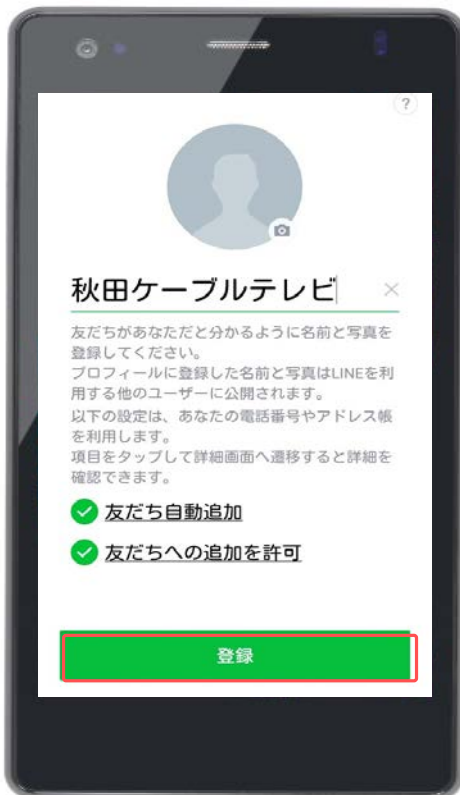 ?
秋田ケーブルテレビ
友だちがあなただと分かるように名前と写真を
登録してください。
プロフィールに登録した名前と写真はLINEを利
用する他のユーザーに公開されます。
以下の設定は、あなたの電話番号やアドレス帳
を利用します。
項目をタップして詳細画面へ遷移すると詳細を
確認できます。
友だち自動追加
友だちへの追加を許可
登録